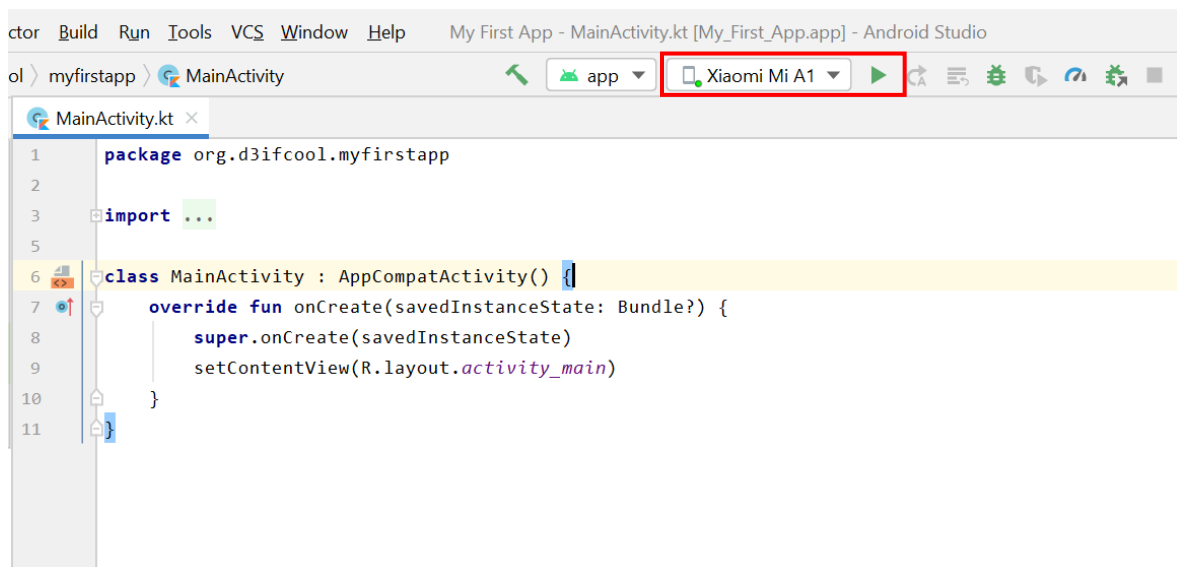 ctor Build Run Tools VCS Window Help My First App - MainActivity.kt [My_First_App.app] - Android Studio
ol 〉 myfirstapp 〉 MainActivity app Xiaomi Mi A1
MainActivity.kt
1 package org.d3ifcool.myfirstapp
2
3 import ...
5
6 class MainActivity : AppCompatActivity() {
7 override fun onCreate(savedInstanceState: Bundle?) {
8 super.onCreate(savedInstanceState)
9 setContentView(R.layout.activity_main)
10 }
11 }